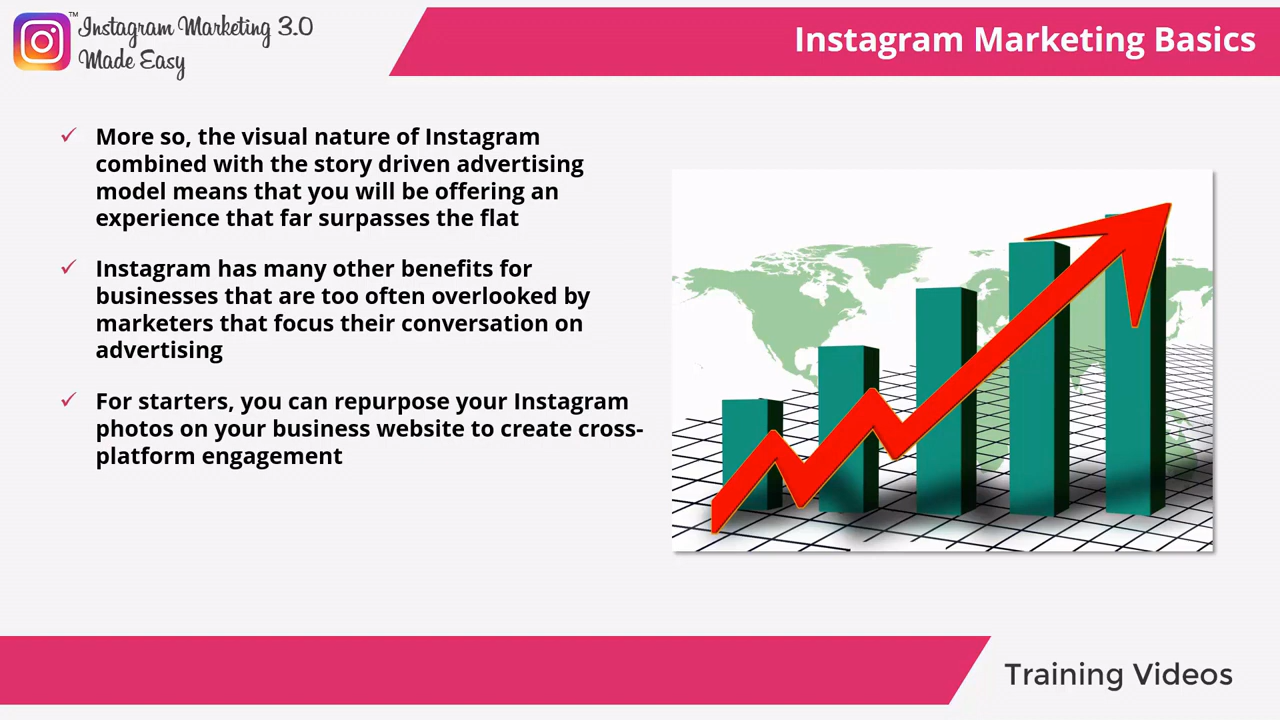 Instagram Marketing 3.0
Made Easy
™
Instagram Marketing Basics
More so, the visual nature of Instagram
combined with the story driven advertising
model means that you will be offering an
experience that far surpasses the flat
Instagram has many other benefits for
businesses that are too often overlooked by
marketers that focus their conversation on
advertising
For starters, you can repurpose your Instagram
photos on your business website to create cross-
platform engagement
Training Videos